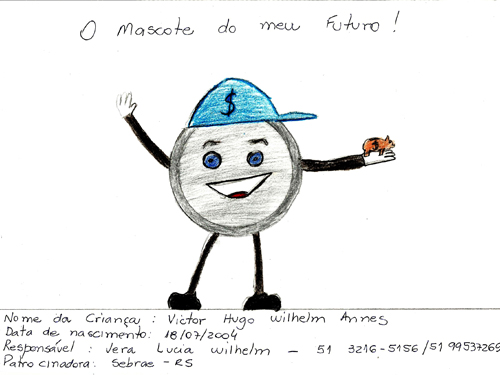 O Mascote do meu Futuro!
$
$
Nome da Criança: Victor Hugo Wilhelm Annes
Data de nascimento: 18/07/2004
Responsável: Vera Lucia Wilhelm - 51 3216-5156/51 99537269
Patrocinadora: Sebrae-RS